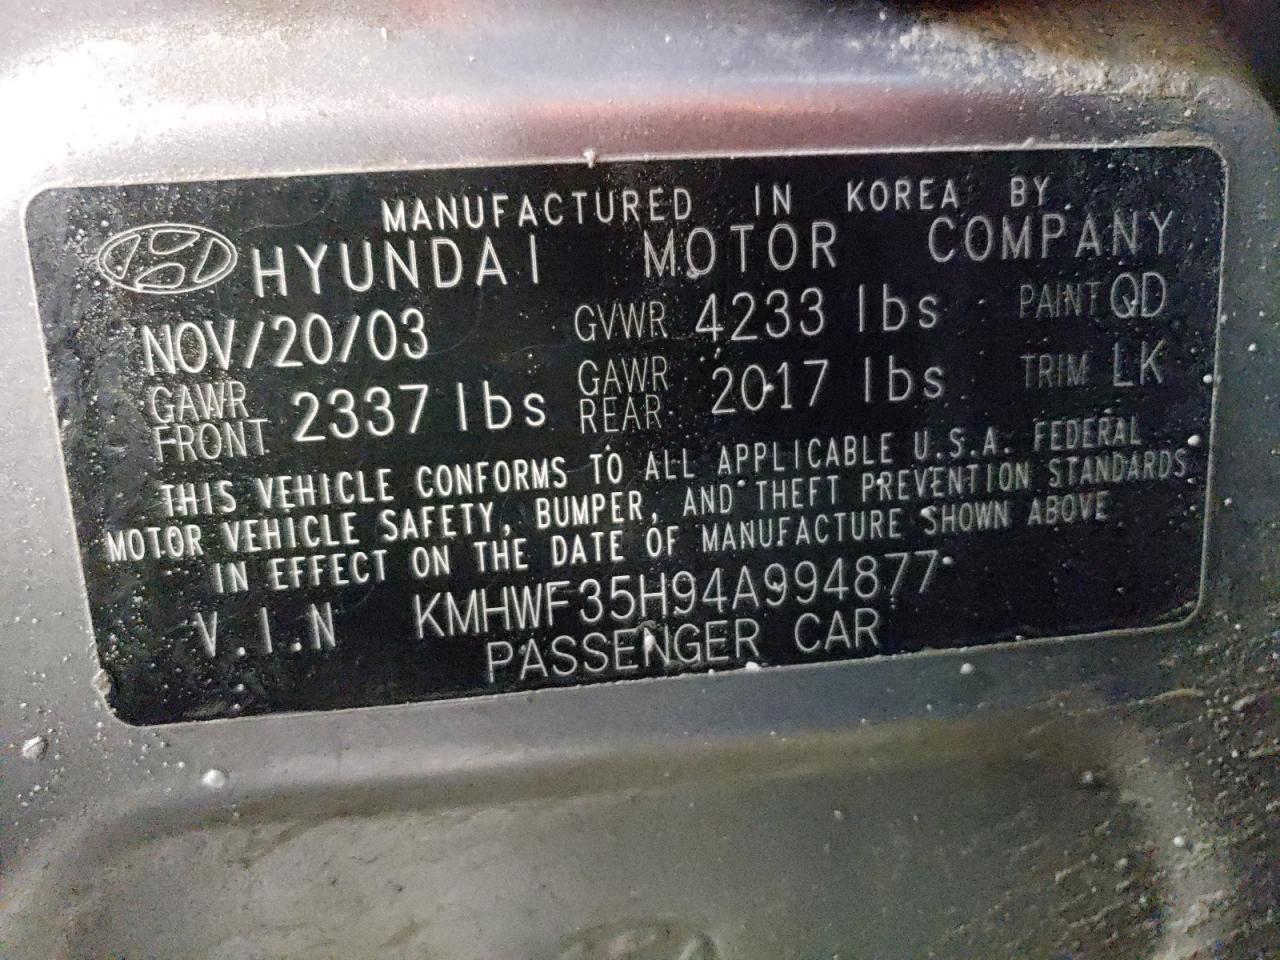 MANUFACTURED IN KOREA BY
HYUNDAI MOTOR COMPANY
NOV/20/03 GVWR 4233 lbs PAINT QD
GAWR FRONT 2337 lbs GAWR REAR 2017 lbs TRIM LK
THIS VEHICLE CONFORMS TO ALL APPLICABLE U.S.A. FEDERAL
MOTOR VEHICLE SAFETY, BUMPER, AND THEFT PREVENTION STANDARDS
IN EFFECT ON THE DATE OF MANUFACTURE SHOWN ABOVE
V.I.N KMHWF35H94A994877
PASSENGER CAR